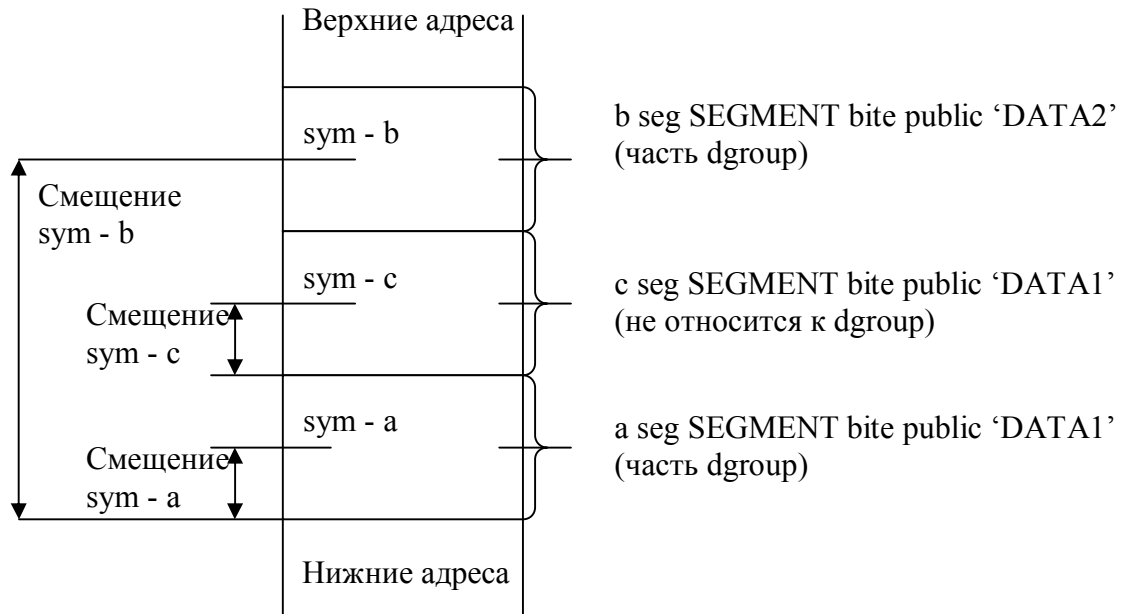 Верхние адреса
sym - b
b seg SEGMENT bite public ‘DATA2’
(часть dgroup)
Смещение
sym - b
sym - c
c seg SEGMENT bite public ‘DATA1’
(не относится к dgroup)
Смещение
sym - c
sym - a
a seg SEGMENT bite public ‘DATA1’
(часть dgroup)
Смещение
sym - a
Нижние адреса